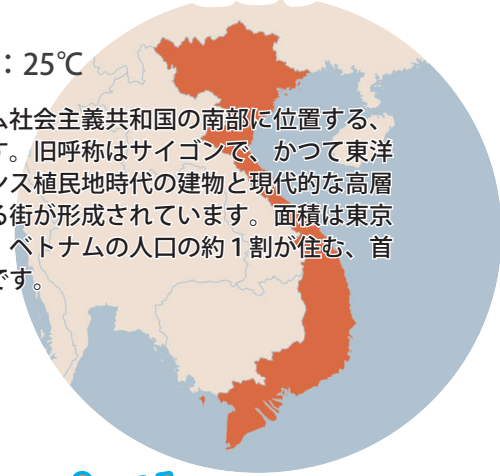 ：25℃
ム社会主義共和国の南部に位置する、
す。旧呼称はサイゴンで、かつて東洋
ンス植民地時代の建物と現代的な高層
る街が形成されています。面積は東京
、ベトナムの人口の約１割が住む、首
です。